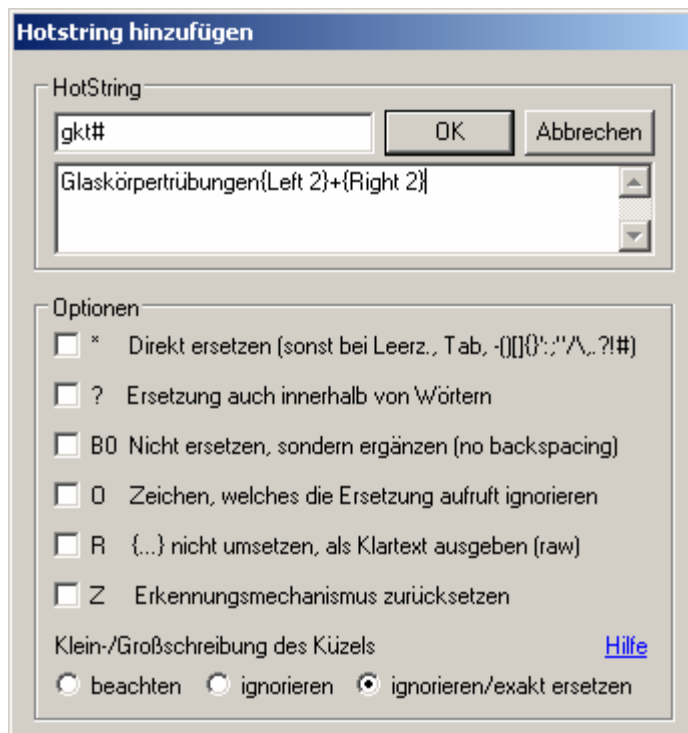 Hotstring hinzufügen
HotString
gkt#
OK
Abbrechen
Glaskörpertrübungen{Left 2}+{Right 2}
Optionen
* Direkt ersetzen (sonst bei Leerz., Tab, -()[]{}':;"/\,.?!#)
? Ersetzung auch innerhalb von Wörtern
B0 Nicht ersetzen, sondern ergänzen (no backspacing)
O Zeichen, welches die Ersetzung aufruft ignorieren
R {...} nicht umsetzen, als Klartext ausgeben (raw)
Z Erkennungsmechanismus zurücksetzen
Klein-/Großschreibung des Küzels
Hilfe
beachten ignorieren ignorieren/exakt ersetzen